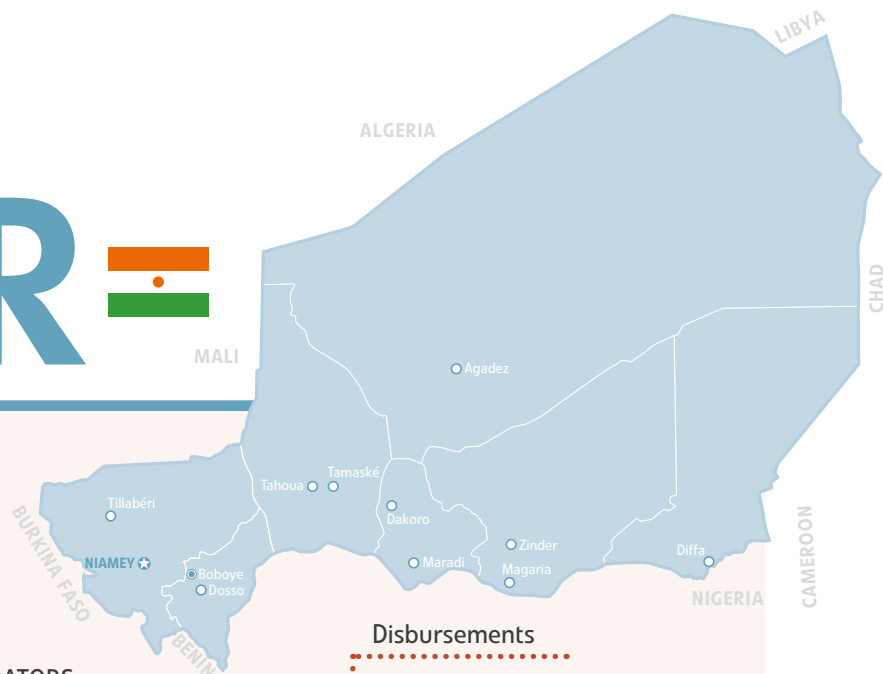 LIBYA
ALGERIA
R
CHAD
MALI
Agadez
Tamaské
Tahoua
Tillabéri
Dakoro
BURKINA FASO
CAMEROON
Zinder
Diffa
NIAMEY
Maradi
Magaria
Boboye
Dosso
NIGERIA
BENIN
Disbursements